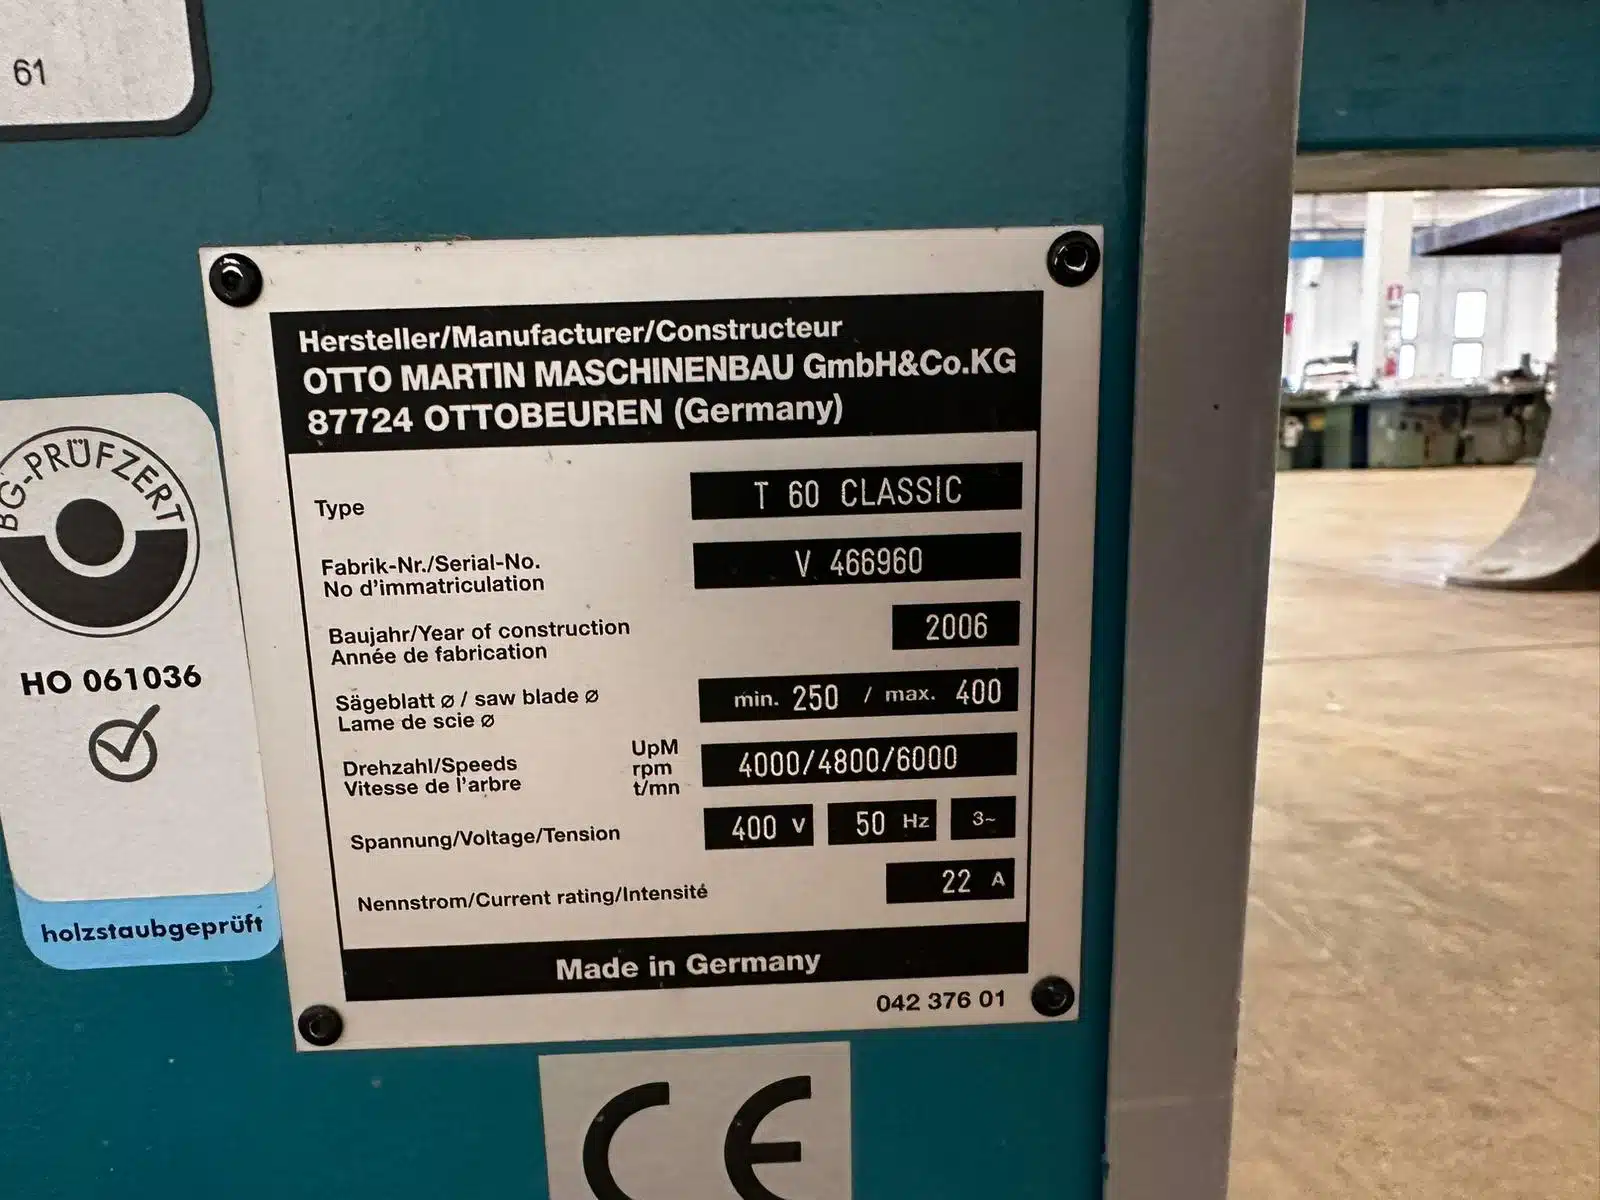 61
Hersteller/Manufacturer/Constructeur
OTTO MARTIN MASCHINENBAU GmbH&Co.KG
87724 OTTOBEUREN (Germany)
Type
T 60 CLASSIC
Fabrik-Nr./Serial-No.
No d'immatriculation
V 466960
Baujahr/Year of construction
Année de fabrication
2006
Sägeblatt ø / saw blade ø
Lame de scie ø
min. 250 / max. 400
Drehzahl/Speeds
Vitesse de l'arbre
UpM
rpm
t/mn
4000/4800/6000
Spannung/Voltage/Tension
400 V 50 Hz 3~
Nennstrom/Current rating/Intensité
22 A
Made in Germany
042 376 01
BG-PRÜFZERT
HO 061036
holzstaubgeprüft
CE